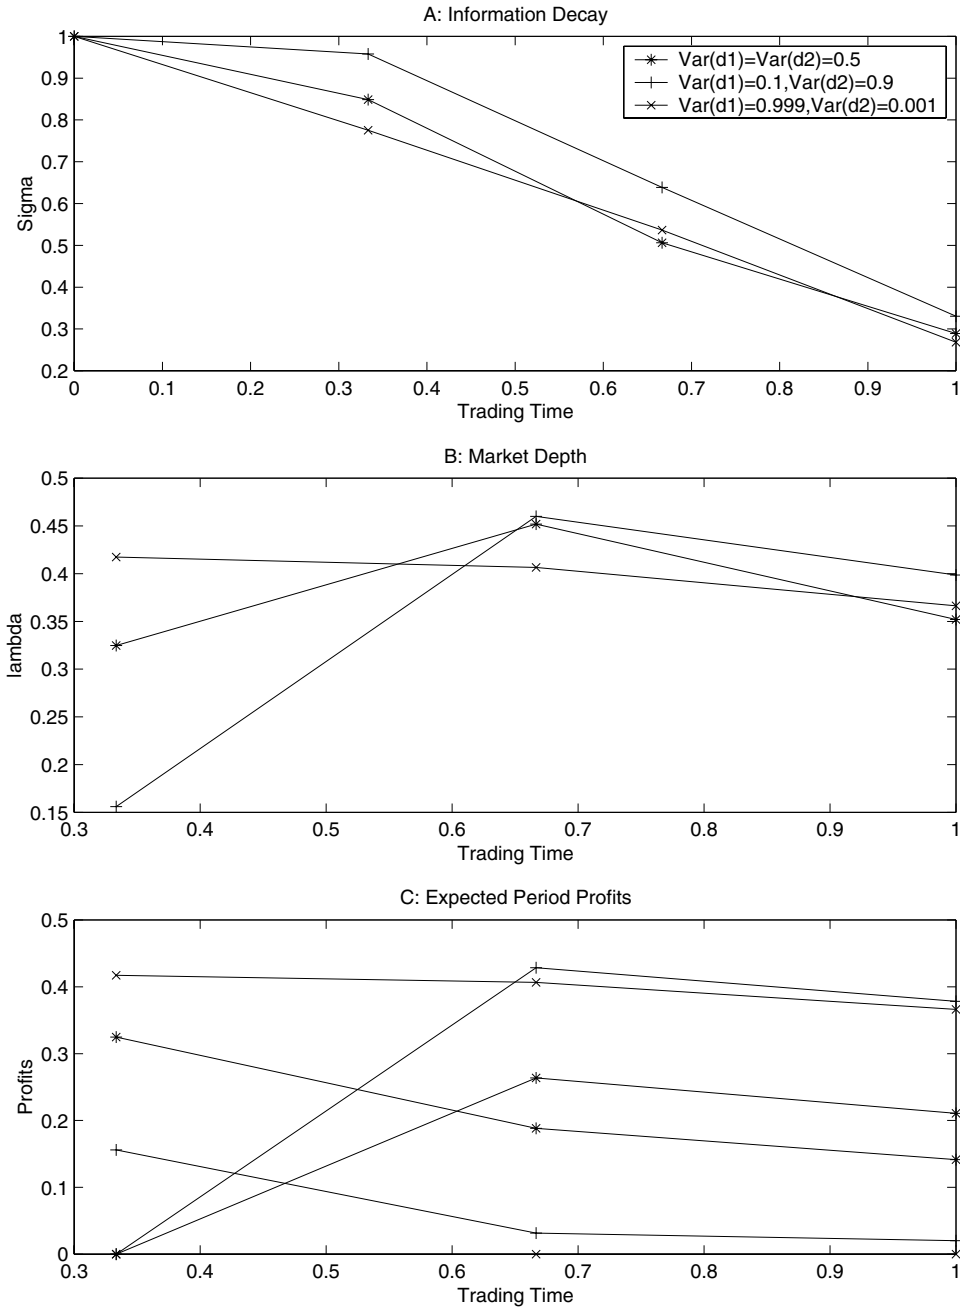 A: Information Decay
1
0.9
0.8
0.7
0.6
0.5
0.4
0.3
0.2
Sigma
Var(d1)=Var(d2)=0.5
Var(d1)=0.1,Var(d2)=0.9
Var(d1)=0.999,Var(d2)=0.001
0 0.1 0.2 0.3 0.4 0.5 0.6 0.7 0.8 0.9 1
Trading Time
B: Market Depth
0.5
0.45
0.4
0.35
0.3
0.25
0.2
0.15
lambda
0.3 0.4 0.5 0.6 0.7 0.8 0.9 1
Trading Time
C: Expected Period Profits
0.5
0.4
0.3
0.2
0.1
0
Profits
0.3 0.4 0.5 0.6 0.7 0.8 0.9 1
Trading Time